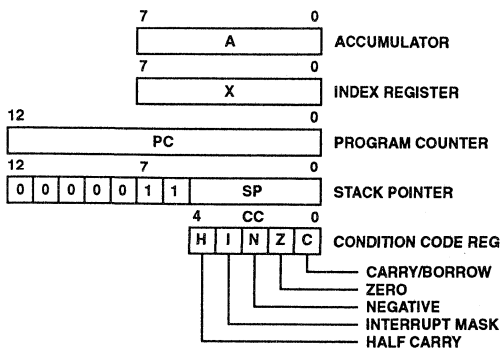 7 0
A ACCUMULATOR
7 0
X INDEX REGISTER
12 0
PC PROGRAM COUNTER
12 7 0
0 0 0 0 0 1 1 SP STACK POINTER
4 CC 0
H I N Z C CONDITION CODE REG
CARRY/BORROW
ZERO
NEGATIVE
INTERRUPT MASK
HALF CARRY